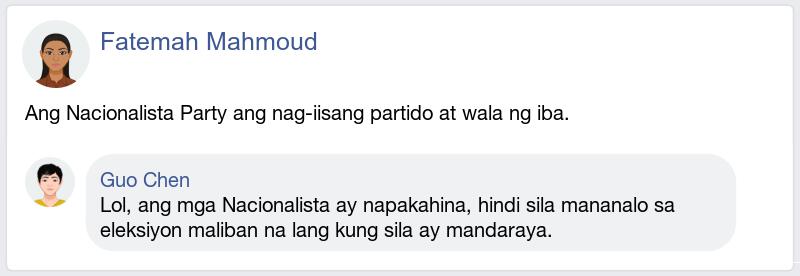 Fatemah Mahmoud
Ang Nacionalista Party ang nag-iisang partido at wala ng iba.
Guo Chen
Lol, ang mga Nacionalista ay napakahina, hindi sila mananalo sa
eleksiyon maliban na lang kung sila ay mandaraya.